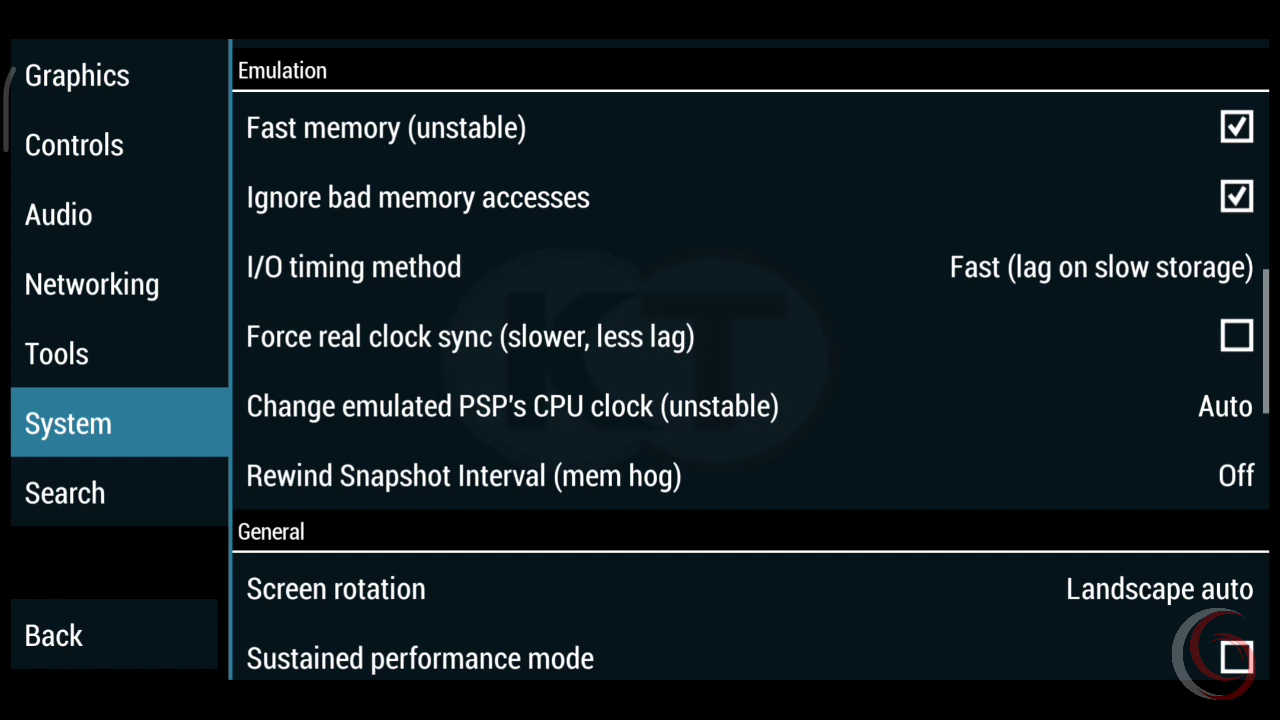 Graphics
Controls
Audio
Networking
Tools
System
Search
Back
Emulation
Fast memory (unstable)
Ignore bad memory accesses
I/O timing method Fast (lag on slow storage)
Force real clock sync (slower, less lag)
Change emulated PSP's CPU clock (unstable) Auto
Rewind Snapshot Interval (mem hog) Off
General
Screen rotation Landscape auto
Sustained performance mode
KT